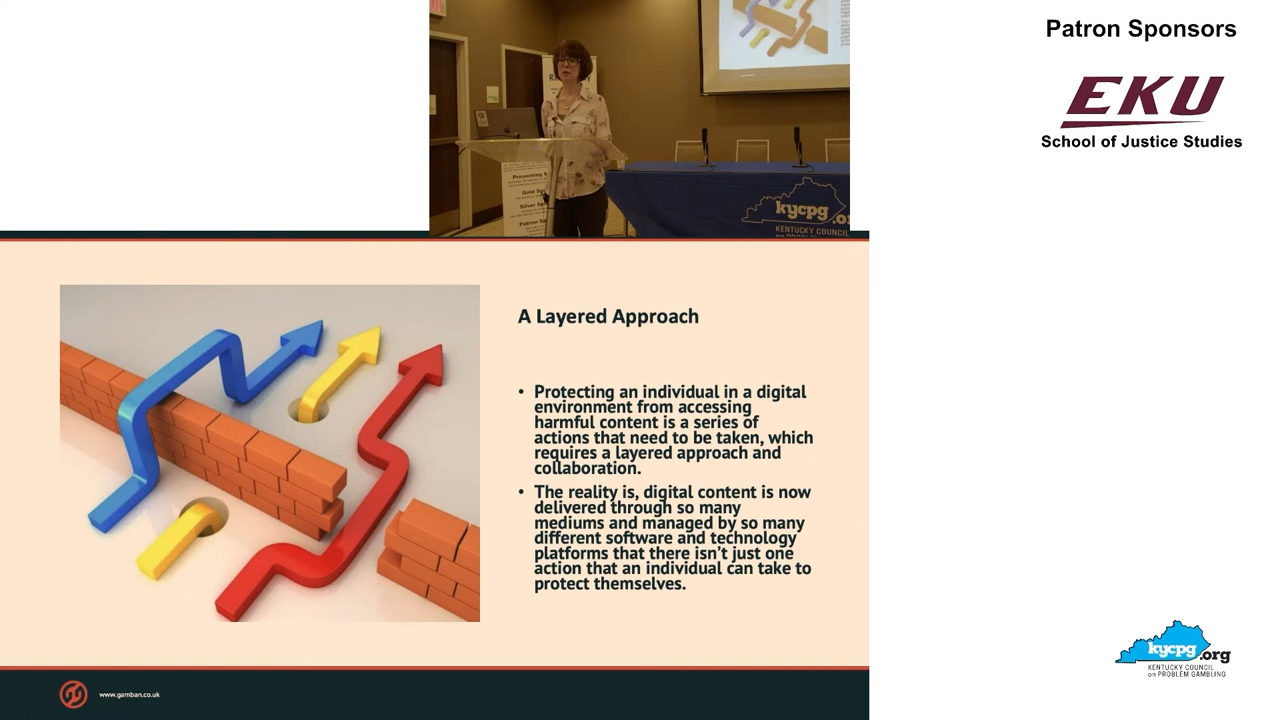 Patron Sponsors
EKU
School of Justice Studies
Presenting
Gold
Silver
Patron
kycpg
KENTUCKY COUNCIL
A Layered Approach
• Protecting an individual in a digital
environment from accessing
harmful content is a series of
actions that need to be taken, which
requires a layered approach and
collaboration.
• The reality is, digital content is now
delivered through so many
mediums and managed by so many
different software and technology
platforms that there isn't just one
action that an individual can take to
protect themselves.
www.gamban.co.uk
kycpg.org
KENTUCKY COUNCIL
on PROBLEM GAMBLING